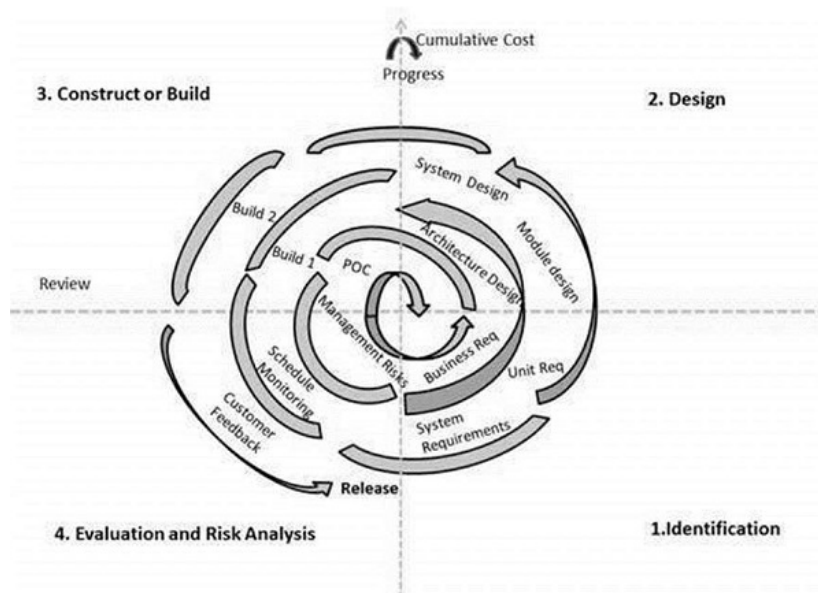 Cumulative Cost
Progress
3. Construct or Build
2. Design
System Design
Build 2
Module design
Architecture Design
Build 1
POC
Review
Management Risks
Business Req
Unit Req
Schedule
Monitoring
Customer
Feedback
System
Requirements
Release
4. Evaluation and Risk Analysis
1.Identification